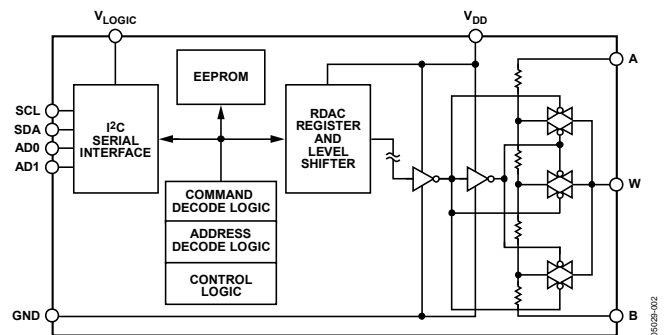 VLOGIC
VDD
A
EEPROM
SCL
SDA
AD0
AD1
I2C
SERIAL
INTERFACE
RDAC
REGISTER
AND
LEVEL
SHIFTER
W
COMMAND
DECODE LOGIC
ADDRESS
DECODE LOGIC
CONTROL
LOGIC
GND
B
05029-002